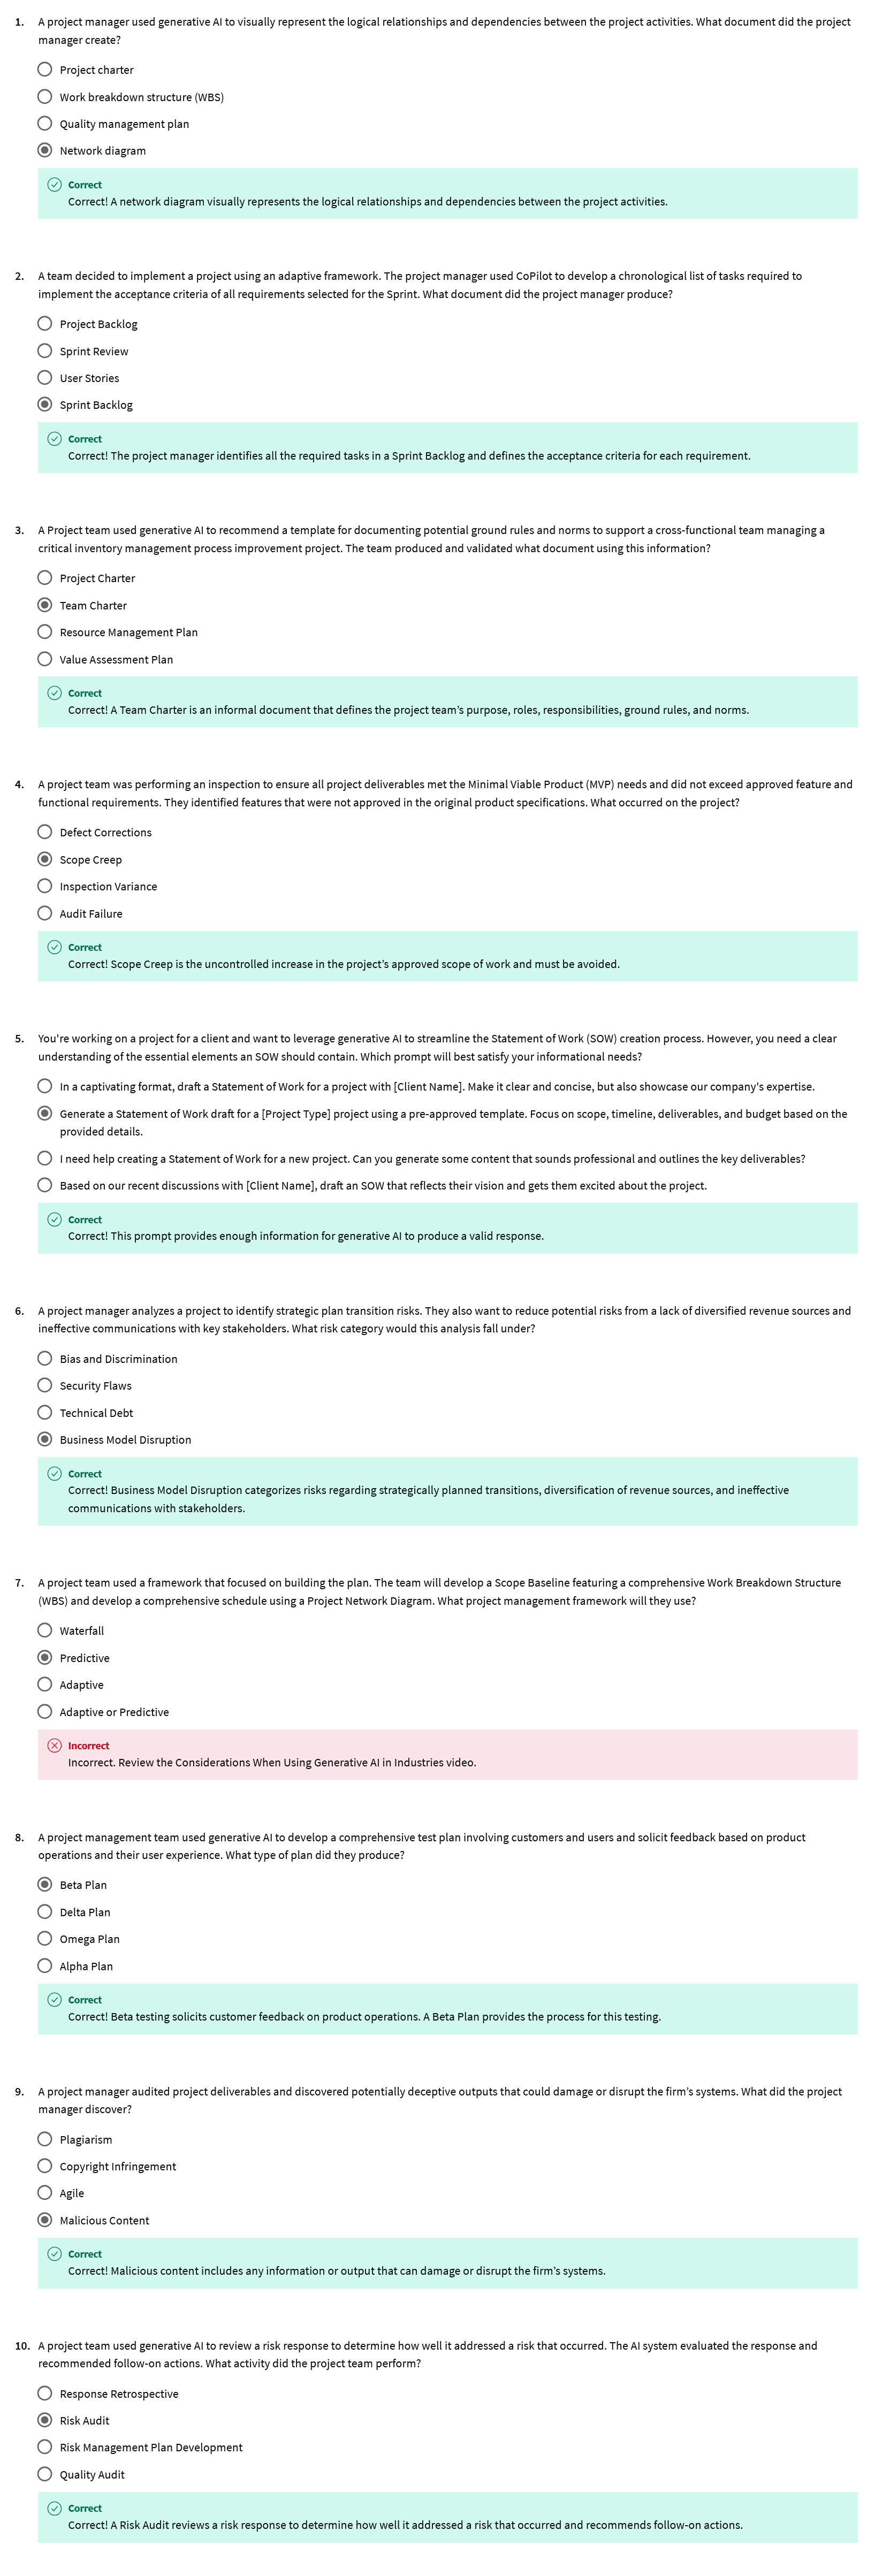 1. A project manager used generative AI to visually represent the logical relationships and dependencies between the project activities. What document did the project
manager create?
Project charter
Work breakdown structure (WBS)
Quality management plan
Network diagram
Correct
Correct! A network diagram visually represents the logical relationships and dependencies between the project activities.
2. A team decided to implement a project using an adaptive framework. The project manager used CoPilot to develop a chronological list of tasks required to
implement the acceptance criteria of all requirements selected for the Sprint. What document did the project manager produce?
Project Backlog
Sprint Review
User Stories
Sprint Backlog
Correct
Correct! The project manager identifies all the required tasks in a Sprint Backlog and defines the acceptance criteria for each requirement.
3. A Project team used generative AI to recommend a template for documenting potential ground rules and norms to support a cross-functional team managing a
critical inventory management process improvement project. The team produced and validated what document using this information?
Project Charter
Team Charter
Resource Management Plan
Value Assessment Plan
Correct
Correct! A Team Charter is an informal document that defines the project team’s purpose, roles, responsibilities, ground rules, and norms.
4. A project team was performing an inspection to ensure all project deliverables met the Minimal Viable Product (MVP) needs and did not exceed approved feature and
functional requirements. They identified features that were not approved in the original product specifications. What occurred on the project?
Defect Corrections
Scope Creep
Inspection Variance
Audit Failure
Correct
Correct! Scope Creep is the uncontrolled increase in the project’s approved scope of work and must be avoided.
5. You're working on a project for a client and want to leverage generative AI to streamline the Statement of Work (SOW) creation process. However, you need a clear
understanding of the essential elements an SOW should contain. Which prompt will best satisfy your informational needs?
In a captivating format, draft a Statement of Work for a project with [Client Name]. Make it clear and concise, but also showcase our company's expertise.
Generate a Statement of Work draft for a [Project Type] project using a pre-approved template. Focus on scope, timeline, deliverables, and budget based on the
provided details.
I need help creating a Statement of Work for a new project. Can you generate some content that sounds professional and outlines the key deliverables?
Based on our recent discussions with [Client Name], draft an SOW that reflects their vision and gets them excited about the project.
Correct
Correct! This prompt provides enough information for generative AI to produce a valid response.
6. A project manager analyzes a project to identify strategic plan transition risks. They also want to reduce potential risks from a lack of diversified revenue sources and
ineffective communications with key stakeholders. What risk category would this analysis fall under?
Bias and Discrimination
Security Flaws
Technical Debt
Business Model Disruption
Correct
Correct! Business Model Disruption categorizes risks regarding strategically planned transitions, diversification of revenue sources, and ineffective
communications with stakeholders.
7. A project team used a framework that focused on building the plan. The team will develop a Scope Baseline featuring a comprehensive Work Breakdown Structure
(WBS) and develop a comprehensive schedule using a Project Network Diagram. What project management framework will they use?
Waterfall
Predictive
Adaptive
Adaptive or Predictive
Incorrect
Incorrect. Review the Considerations When Using Generative AI in Industries video.
8. A project management team used generative AI to develop a comprehensive test plan involving customers and users and solicit feedback based on product
operations and their user experience. What type of plan did they produce?
Beta Plan
Delta Plan
Omega Plan
Alpha Plan
Correct
Correct! Beta testing solicits customer feedback on product operations. A Beta Plan provides the process for this testing.
9. A project manager audited project deliverables and discovered potentially deceptive outputs that could damage or disrupt the firm’s systems. What did the project
manager discover?
Plagiarism
Copyright Infringement
Agile
Malicious Content
Correct
Correct! Malicious content includes any information or output that can damage or disrupt the firm’s systems.
10. A project team used generative AI to review a risk response to determine how well it addressed a risk that occurred. The AI system evaluated the response and
recommended follow-on actions. What activity did the project team perform?
Response Retrospective
Risk Audit
Risk Management Plan Development
Quality Audit
Correct
Correct! A Risk Audit reviews a risk response to determine how well it addressed a risk that occurred and recommends follow-on actions.